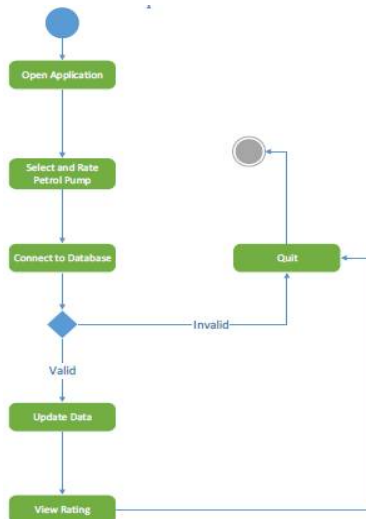 Open Application
Select and Rate
Petrol Pump
Connect to Database
Quit
Invalid
Valid
Update Data
View Rating